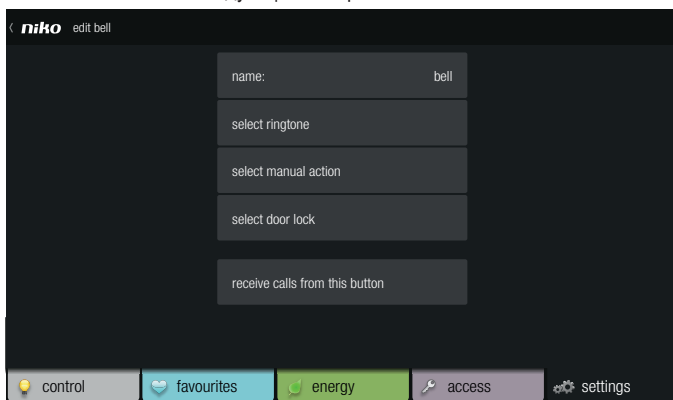 niko edit bell
name: bell
select ringtone
select manual action
select door lock
receive calls from this button
control favourites energy access settings